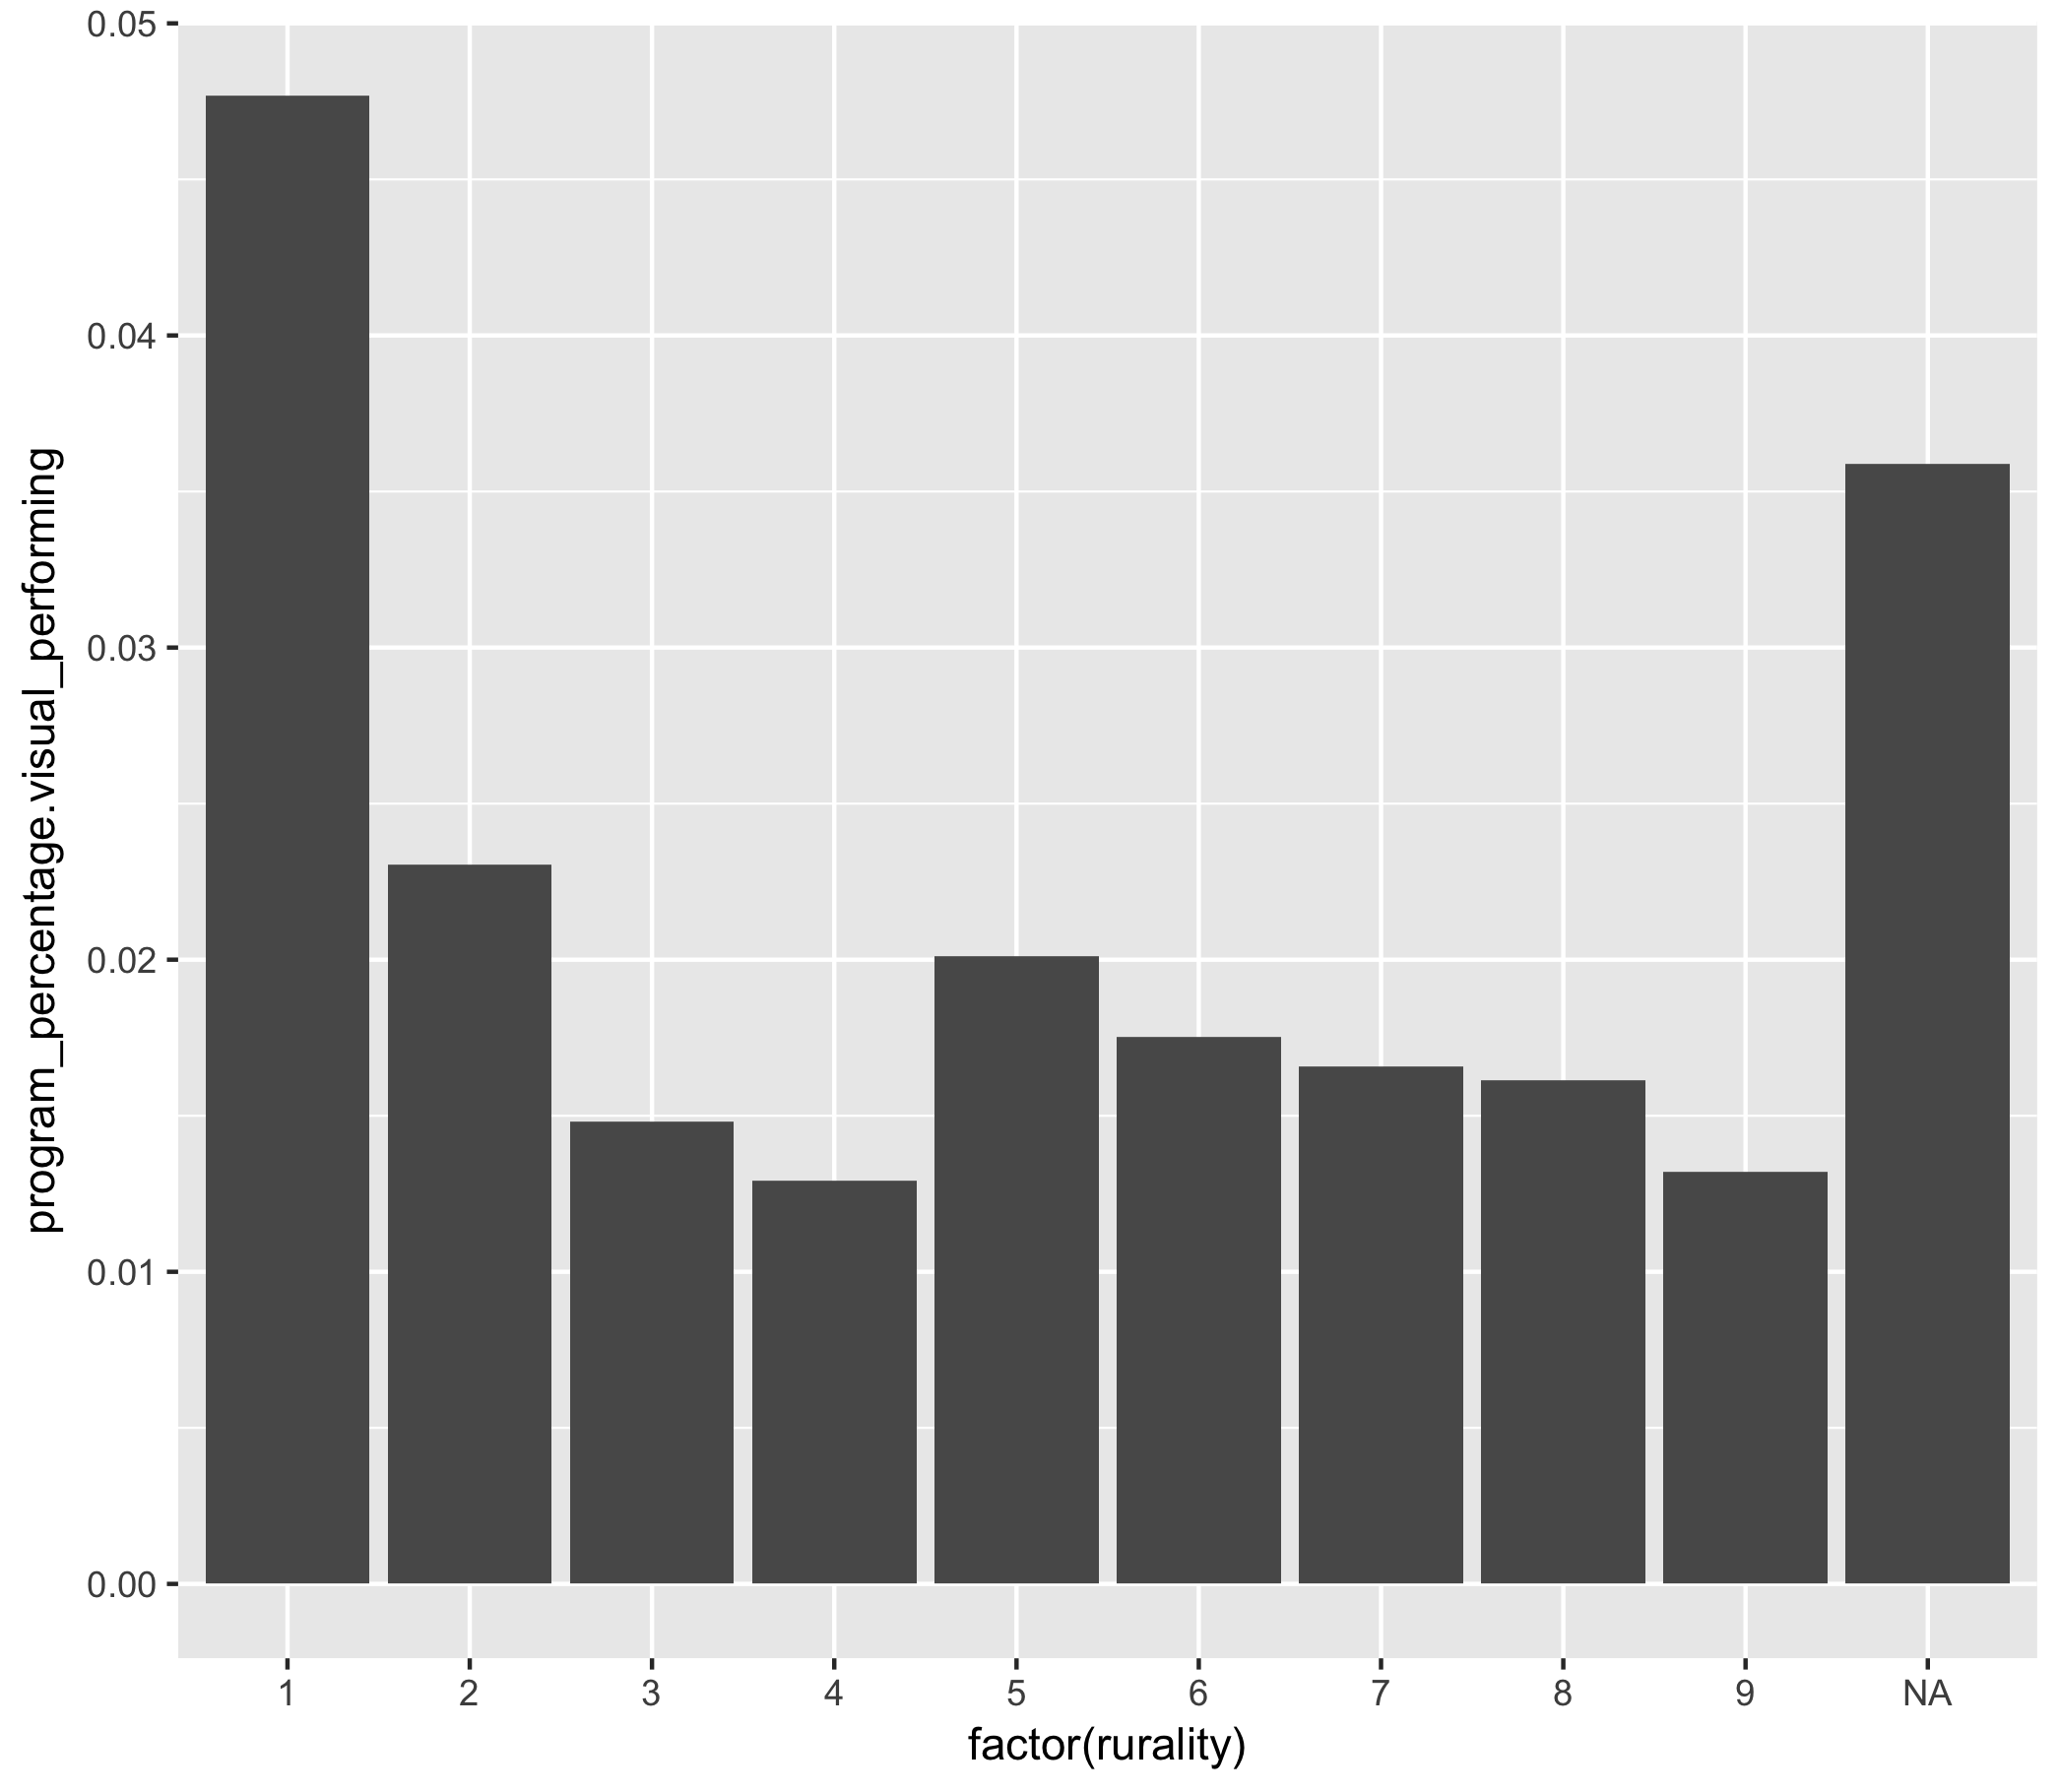 program_percentage.visual_performing
0.05
0.04
0.03
0.02
0.01
0.00
1 2 3 4 5 6 7 8 9 NA
factor(rurality)